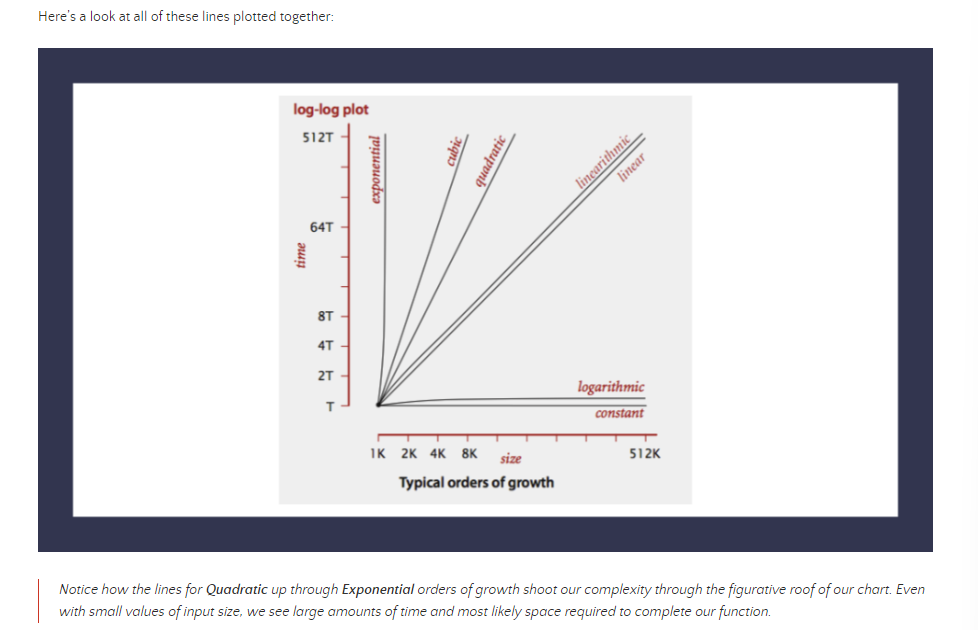 Here's a look at all of these lines plotted together:
log-log plot
512T
exponential
cubic
quadratic
linearithmic
linear
64T
time
8T
4T
2T
T
logarithmic
constant
1K 2K 4K 8K size 512K
Typical orders of growth
Notice how the lines for Quadratic up through Exponential orders of growth shoot our complexity through the figurative roof of our chart. Even
with small values of input size, we see large amounts of time and most likely space required to complete our function.